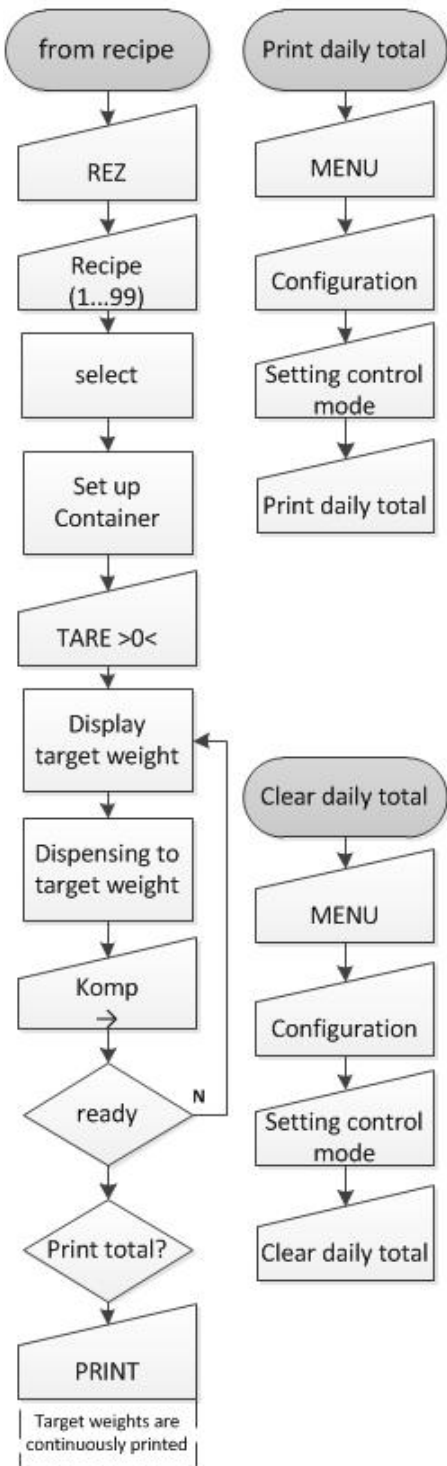 from recipe
REZ
Recipe
(1...99)
select
Set up
Container
TARE >0<
Display
target weight
Dispensing to
target weight
Komp
→
ready
N
Print total?
PRINT
Target weights are
continuously printed
Print daily total
MENU
Configuration
Setting control
mode
Print daily total
Clear daily total
MENU
Configuration
Setting control
mode
Clear daily total